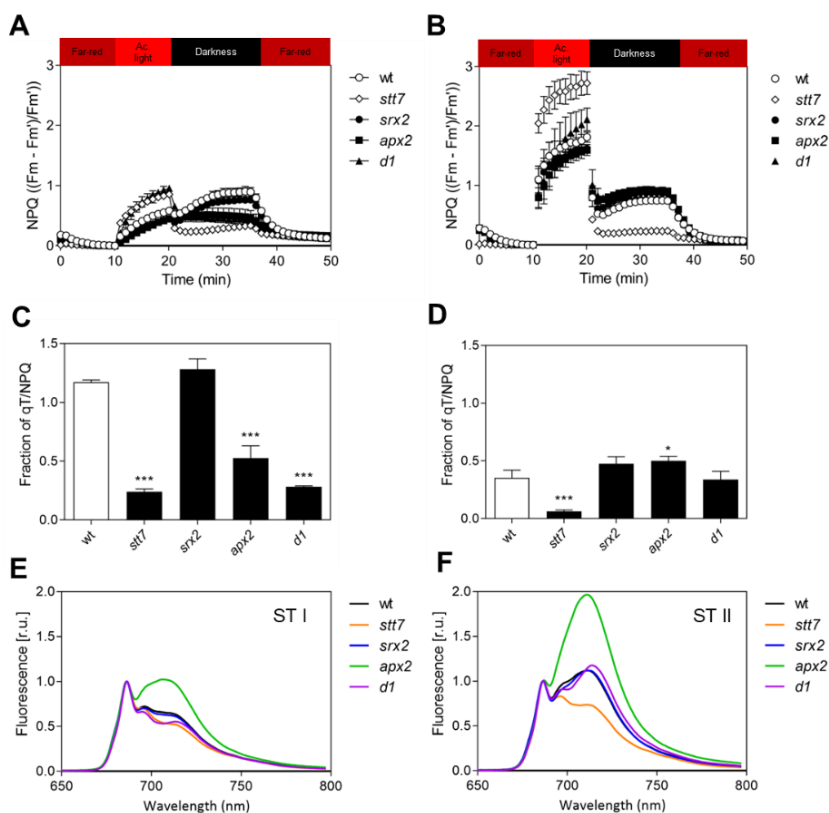 A
Far-red Ac. light Darkness Far-red
NPQ ((Fm - Fm')/Fm')
3
2
1
0
0 10 20 30 40 50
Time (min)
wt
stt7
srx2
apx2
d1
B
Far-red Ac. light Darkness Far-red
NPQ ((Fm - Fm')/Fm')
3
2
1
0
0 10 20 30 40 50
Time (min)
wt
stt7
srx2
apx2
d1
C
Fraction of qT/NPQ
1.5
1.0
0.5
0.0
*** *** ***
wt stt7 srx2 apx2 d1
D
Fraction of qT/NPQ
1.5
1.0
0.5
0.0
*** *
wt stt7 srx2 apx2 d1
E
ST I
Fluorescence [r.u.]
2.0
1.5
1.0
0.5
0.0
650 700 750 800
Wavelength (nm)
wt
stt7
srx2
apx2
d1
F
ST II
Fluorescence [r.u.]
2.0
1.5
1.0
0.5
0.0
650 700 750 800
Wavelength (nm)
wt
stt7
srx2
apx2
d1